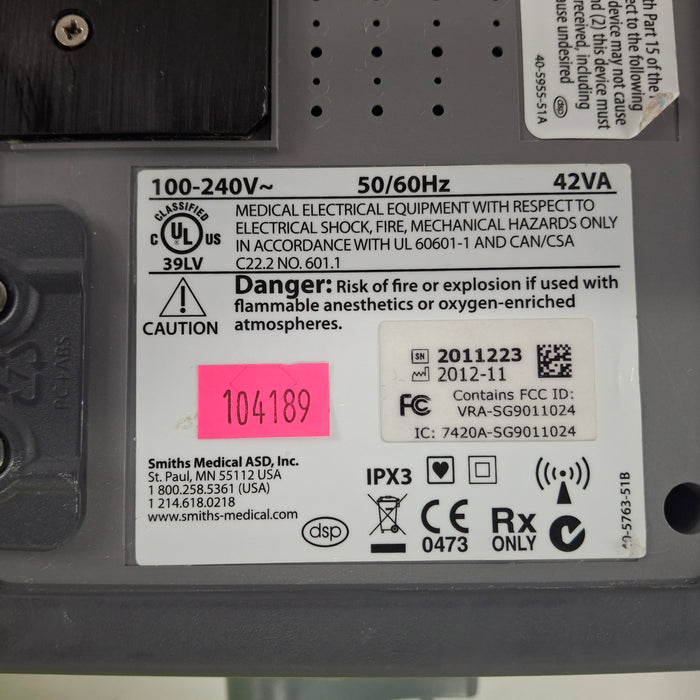 th Part 15 of the
ect to the following
device may not cause
and (2) this device must
received, including
ause undesired
40-5955-51A
dsp
100-240V~ 50/60Hz 42VA
CLASSIFIED
C UL US
39LV
MEDICAL ELECTRICAL EQUIPMENT WITH RESPECT TO
ELECTRICAL SHOCK, FIRE, MECHANICAL HAZARDS ONLY
IN ACCORDANCE WITH UL 60601-1 AND CAN/CSA
C22.2 NO. 601.1
CAUTION
Danger: Risk of fire or explosion if used with
flammable anesthetics or oxygen-enriched
atmospheres.
SN 2011223
2012-11
FC Contains FCC ID:
VRA-SG9011024
IC: 7420A-SG9011024
104189
Smiths Medical ASD, Inc.
St. Paul, MN 55112 USA
1 800.258.5361 (USA)
1 214.618.0218
www.smiths-medical.com
dsp
IPX3
CE
0473
Rx
ONLY
40-5763-51B
PC+ABS